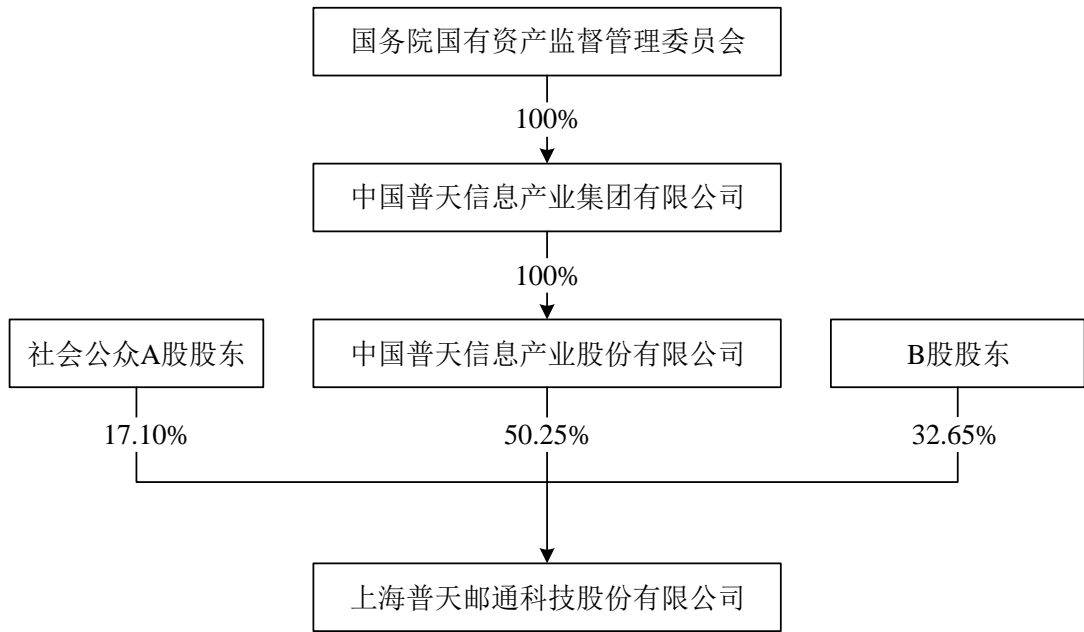 国务院国有资产监督管理委员会
100%
中国普天信息产业集团有限公司
100%
社会公众A股股东
中国普天信息产业股份有限公司
B股股东
17.10%
50.25%
32.65%
上海普天邮通科技股份有限公司